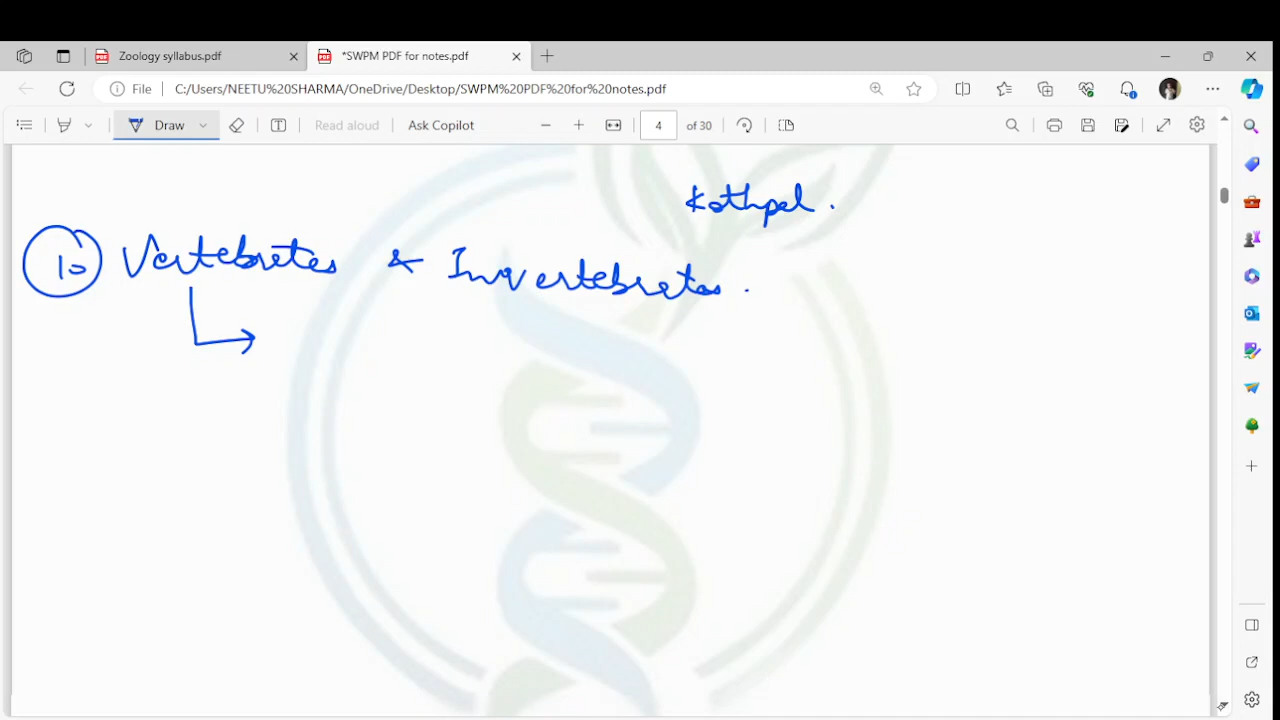 Zoology syllabus.pdf
*SWPM PDF for notes.pdf
File C:/Users/NEETU%20SHARMA/OneDrive/Desktop/SWPM%20PDF%20for%20notes.pdf
Draw Read aloud Ask Copilot 4 of 30
Kothpal.
10 Vertebretes & Invertebretes.